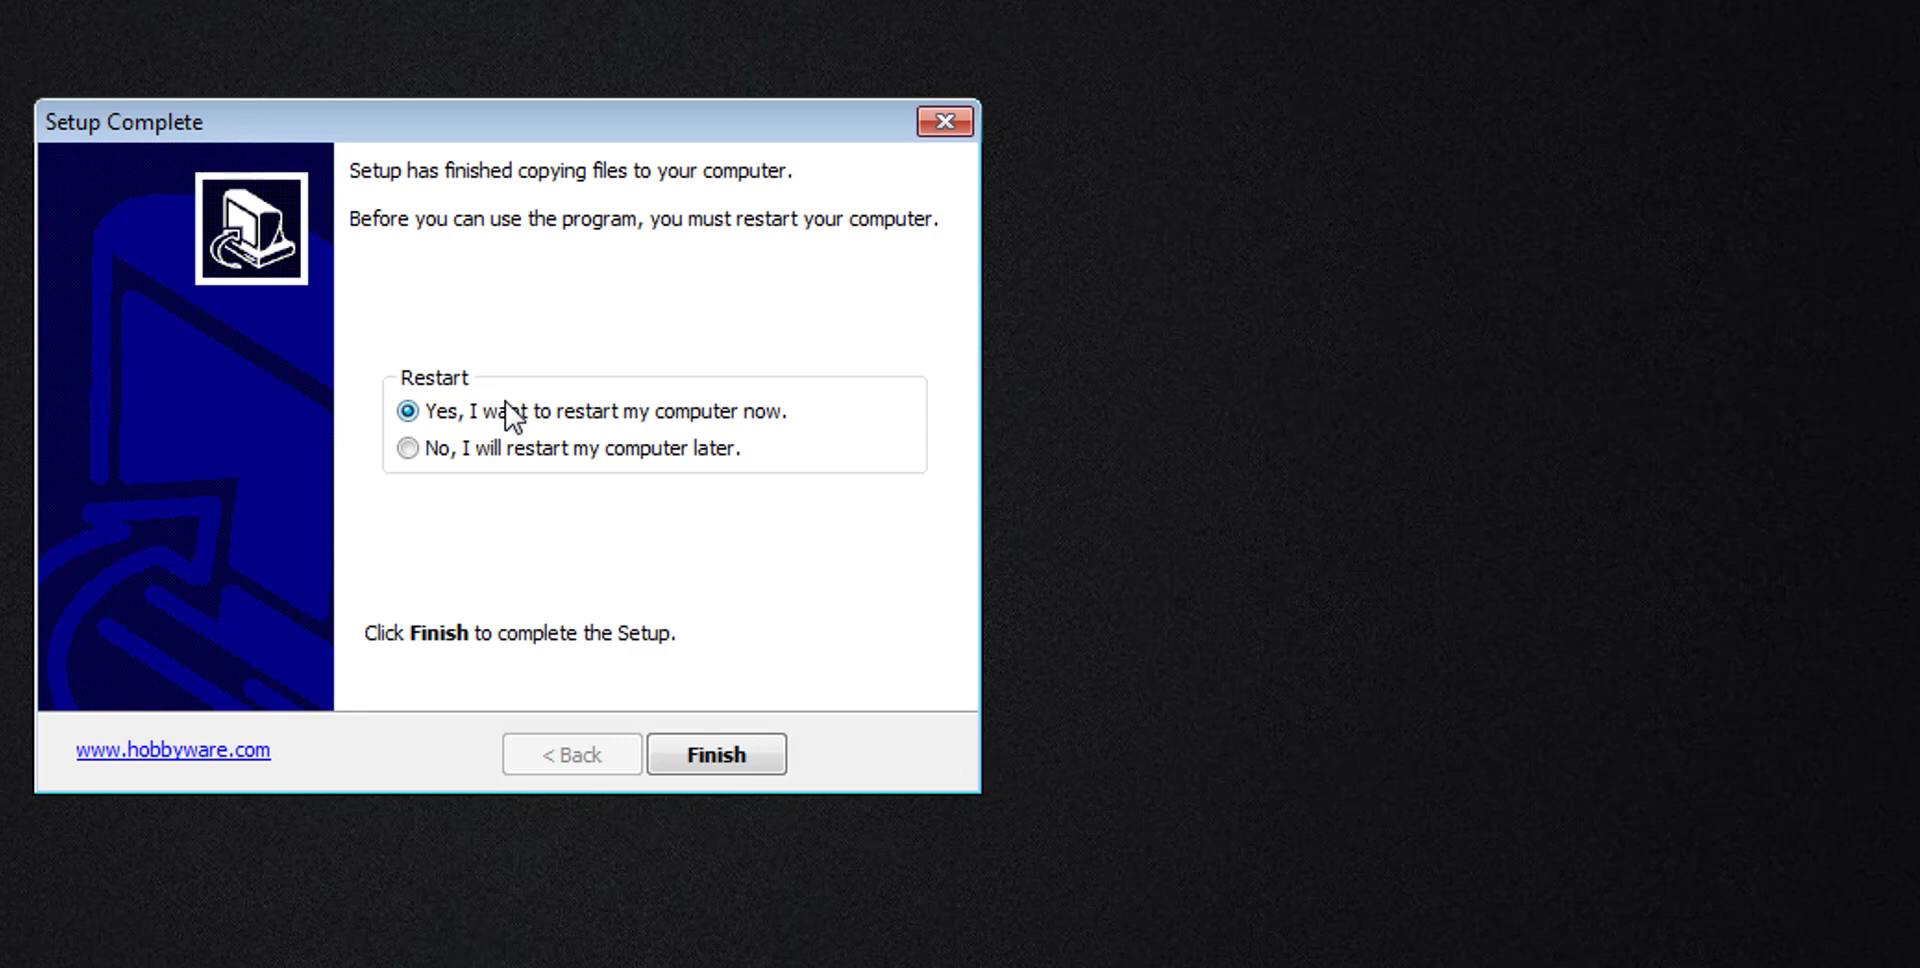 Setup Complete
Setup has finished copying files to your computer.
Before you can use the program, you must restart your computer.
Restart
Yes, I want to restart my computer now.
No, I will restart my computer later.
Click Finish to complete the Setup.
www.hobbyware.com
< Back
Finish